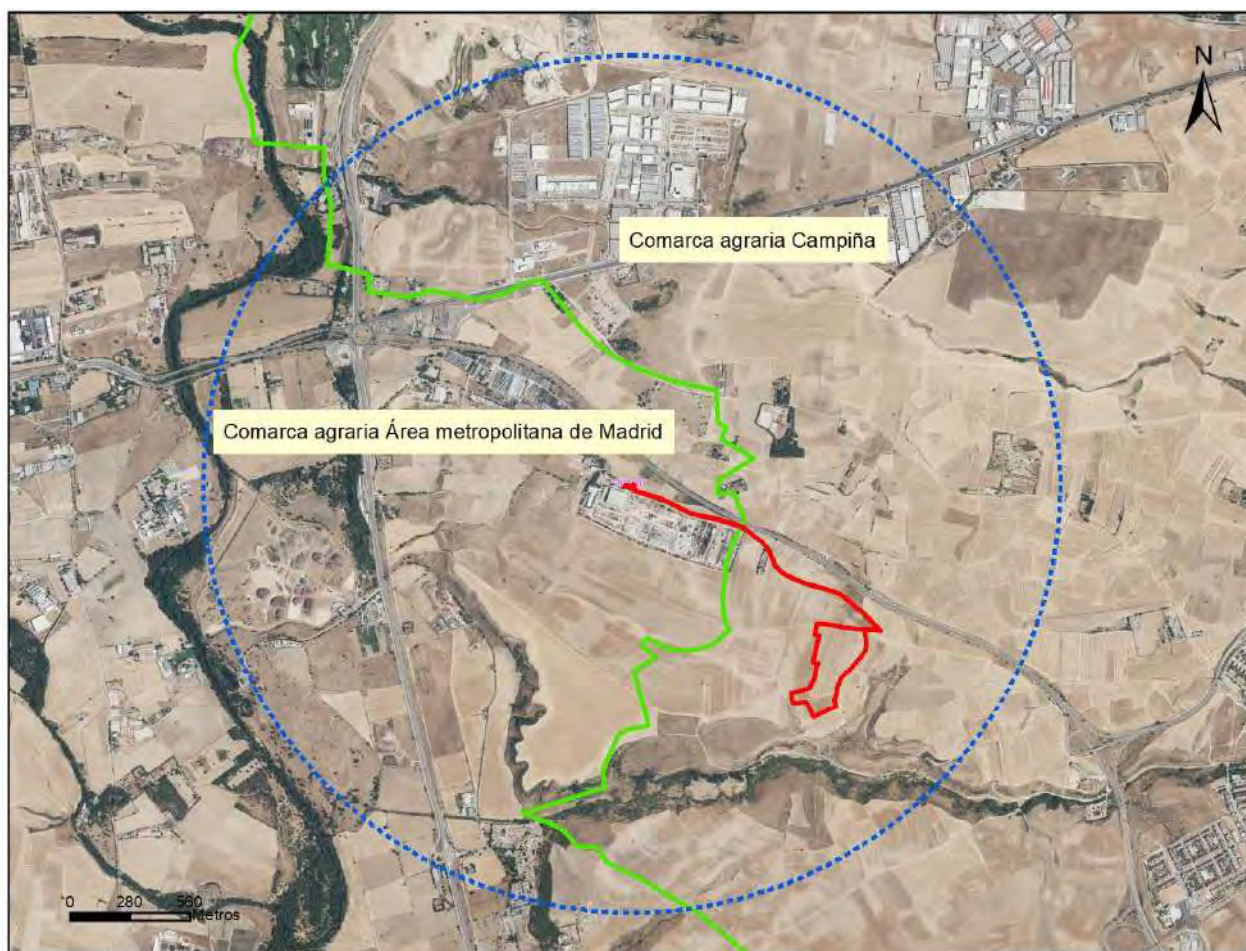 N
Comarca agraria Campiña
Comarca agraria Área metropolitana de Madrid
0 280 560
Metros